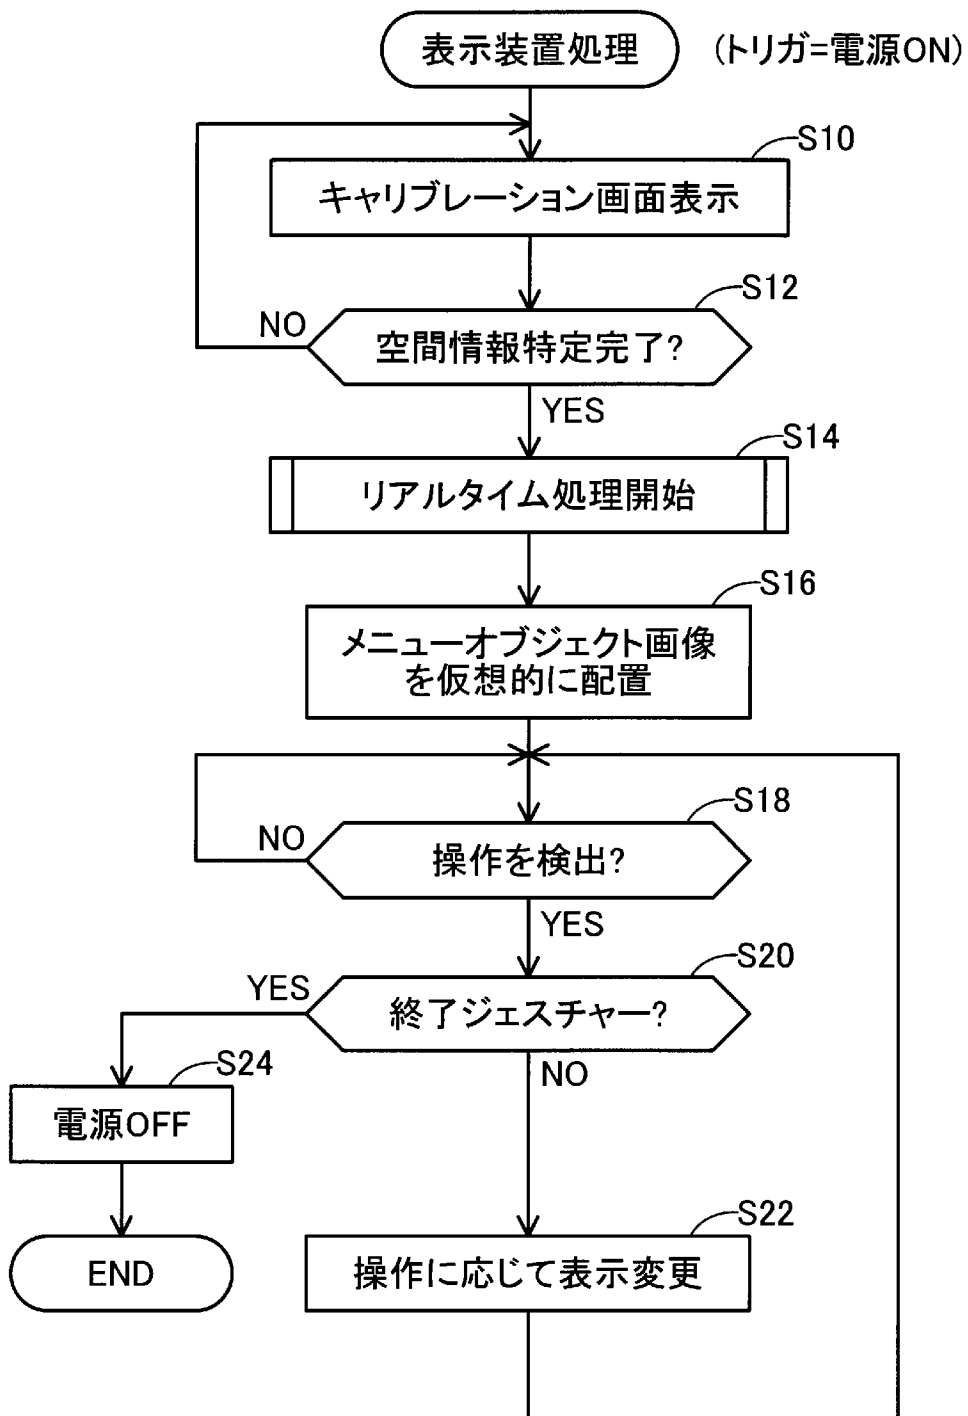 表示装置処理 (トリガ=電源ON)
S10
キャリブレーション画面表示
S12
NO
空間情報特定完了?
YES
S14
リアルタイム処理開始
S16
メニューオブジェクト画像
を仮想的に配置
S18
NO
操作を検出?
YES
S20
YES
終了ジェスチャー?
NO
S24
電源OFF
S22
END
操作に応じて表示変更